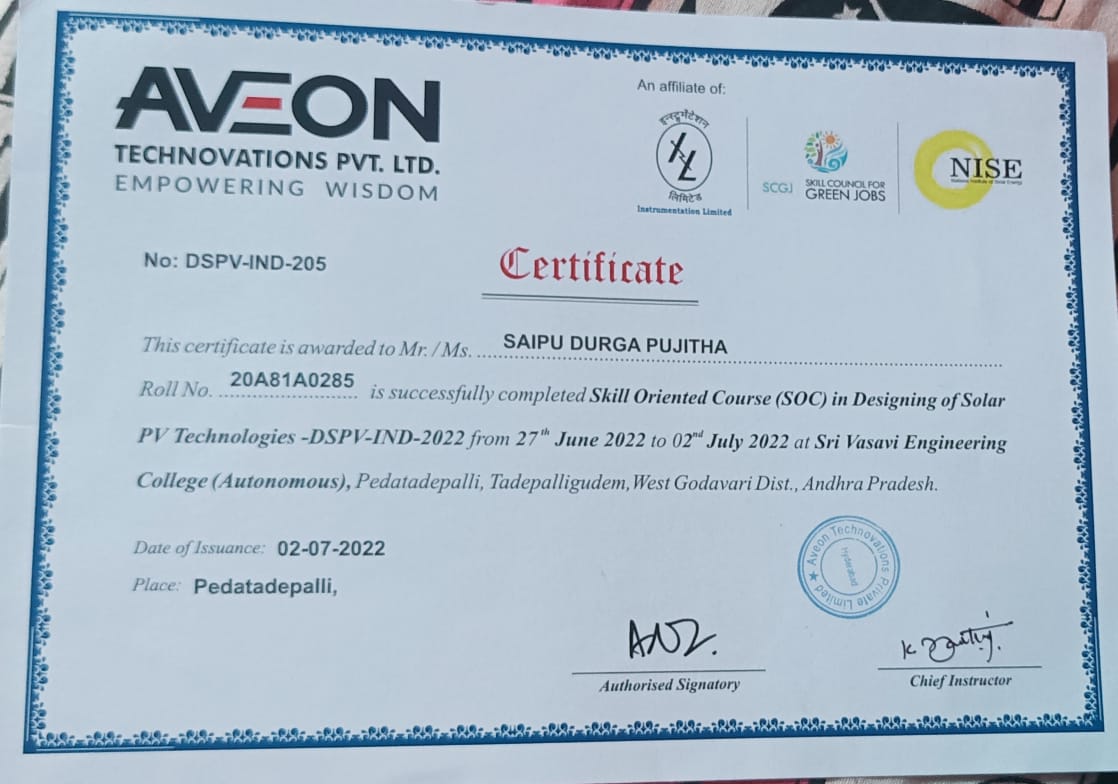 AVEON
TECHNOVATIONS PVT. LTD.
EMPOWERING WISDOM
An affiliate of:
इन्स्ट्रुमेंटेशन
लिमिटेड
Instrumentation Limited
SCGJ
SKILL COUNCIL FOR
GREEN JOBS
NISE
National Institute of Solar Energy
No: DSPV-IND-205
Certificate
This certificate is awarded to Mr. / Ms. SAIPU DURGA PUJITHA
Roll No. 20A81A0285 is successfully completed Skill Oriented Course (SOC) in Designing of Solar
PV Technologies -DSPV-IND-2022 from 27th June 2022 to 02nd July 2022 at Sri Vasavi Engineering
College (Autonomous), Pedatadepalli, Tadepalligudem, West Godavari Dist., Andhra Pradesh.
Date of Issuance: 02-07-2022
Place: Pedatadepalli,
Aveon Technovations Private Limited ★
Hyderabad
Authorised Signatory
Chief Instructor